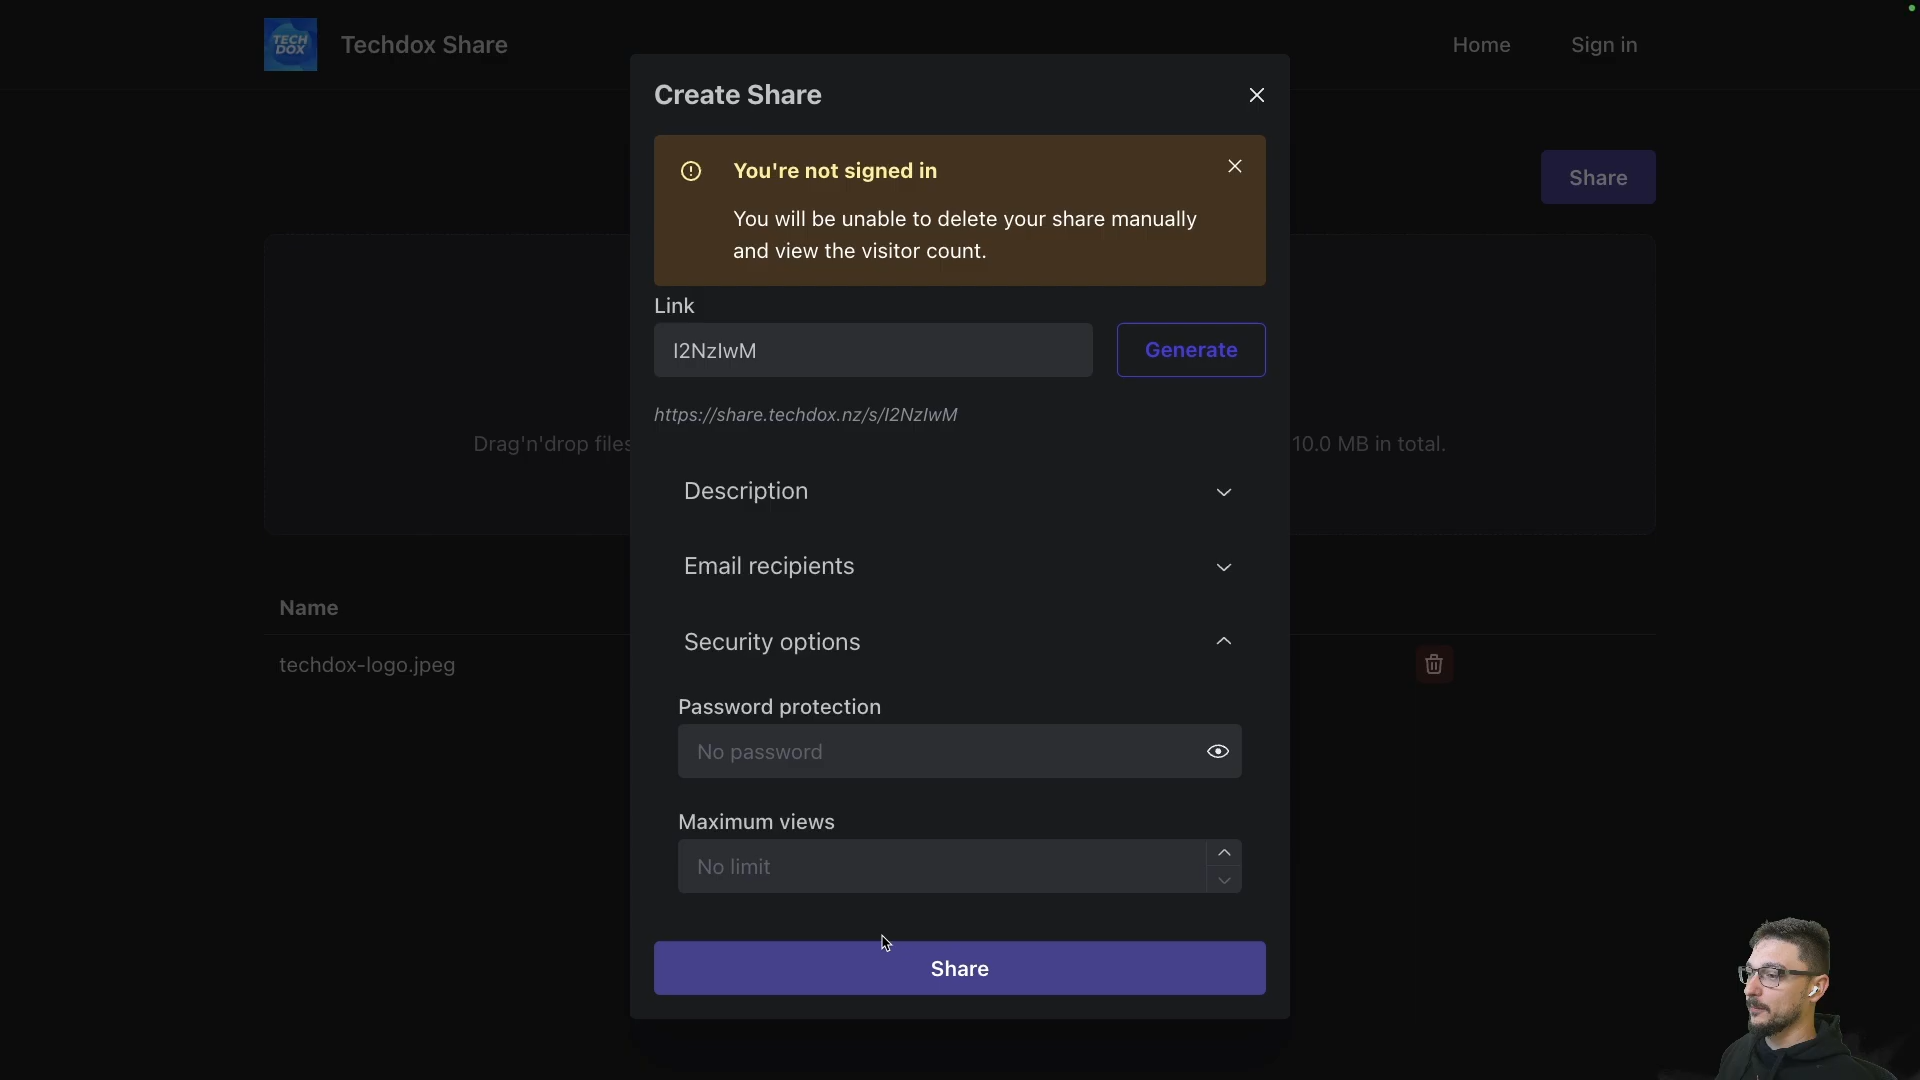 TECH
DOX
Techdox Share
Home
Sign in
Create Share
You're not signed in
You will be unable to delete your share manually
and view the visitor count.
Share
Link
I2NzIwM
Generate
https://share.techdox.nz/s/I2NzIwM
Drag'n'drop files
10.0 MB in total.
Description
Email recipients
Name
Security options
techdox-logo.jpeg
Password protection
No password
Maximum views
No limit
Share